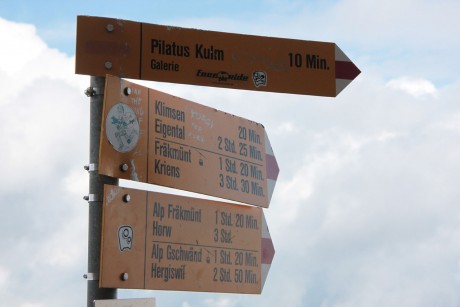 Pilatus Kulm 10 Min.
Galerie
Klimsen 20 Min.
Eigental 2 Std. 25 Min.
Fräkmünt 1 Std. 20 Min.
Kriens 3 Std. 30 Min.
Alp Fräkmünt 1 Std. 20 Min.
Horw 3 Std.
Alp Gschwänd 1 Std. 20 Min.
Hergiswil 2 Std. 50 Min.